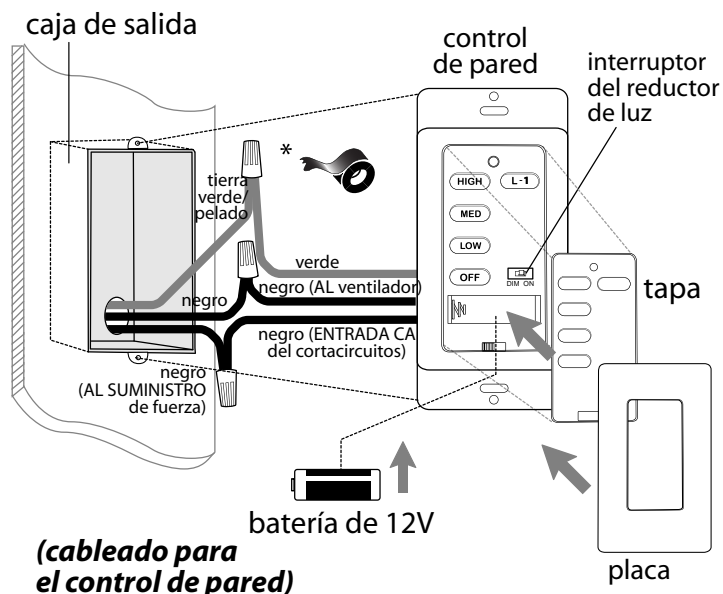 caja de salida
control
de pared
interruptor
del reductor
de luz
*
tierra
verde/
pelado
HIGH
L-1
MED
LOW
OFF
DIM ON
verde
negro (AL ventilador)
negro
negro (ENTRADA CA
del cortacircuitos)
negro
(AL SUMINISTRO
de fuerza)
tapa
batería de 12V
placa
(cableado para
el control de pared)